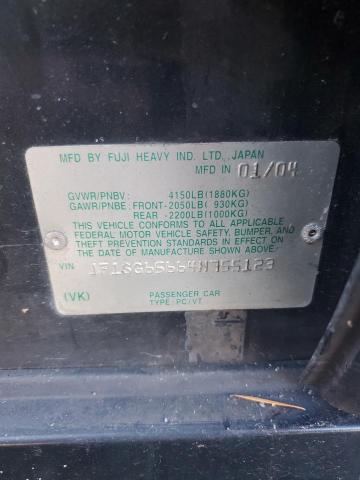 MFD BY FUJI HEAVY IND. LTD., JAPAN
MFD IN 01/04
GVWR/PNBV: 4150LB(1880KG)
GAWR/PNBE: FRONT-2050LB( 930KG)
REAR -2200LB(1000KG)
THIS VEHICLE CONFORMS TO ALL APPLICABLE
FEDERAL MOTOR VEHICLE SAFETY, BUMPER, AND
THEFT PREVENTION STANDARDS IN EFFECT ON THE
DATE OF MANUFACTURE SHOWN ABOVE.
VIN
(VK)
PASSENGER CAR
TYPE: PC/VT